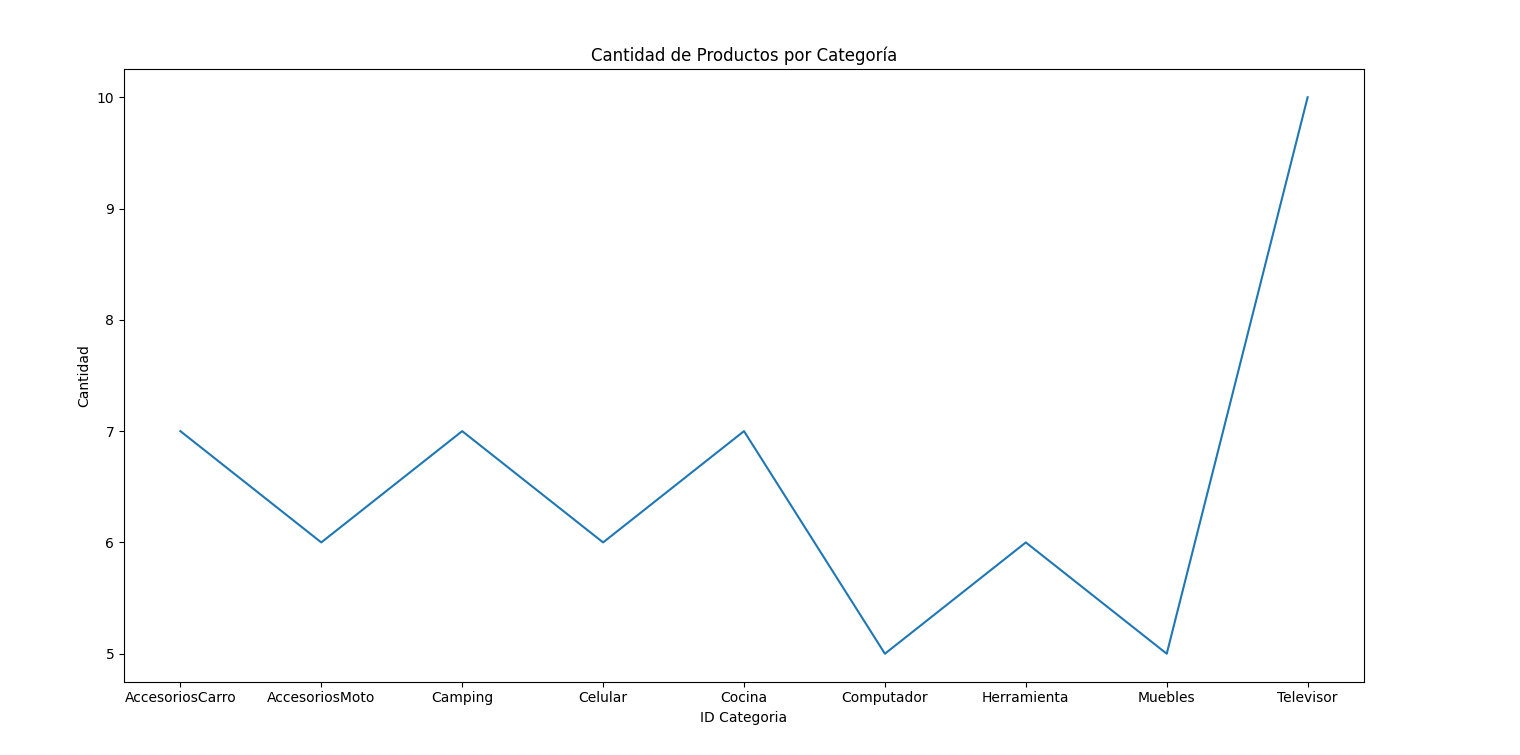 Cantidad de Productos por Categoría
10
9
8
7
6
5
Cantidad
AccesoriosCarro AccesoriosMoto Camping Celular Cocina Computador Herramienta Muebles Televisor
ID Categoria